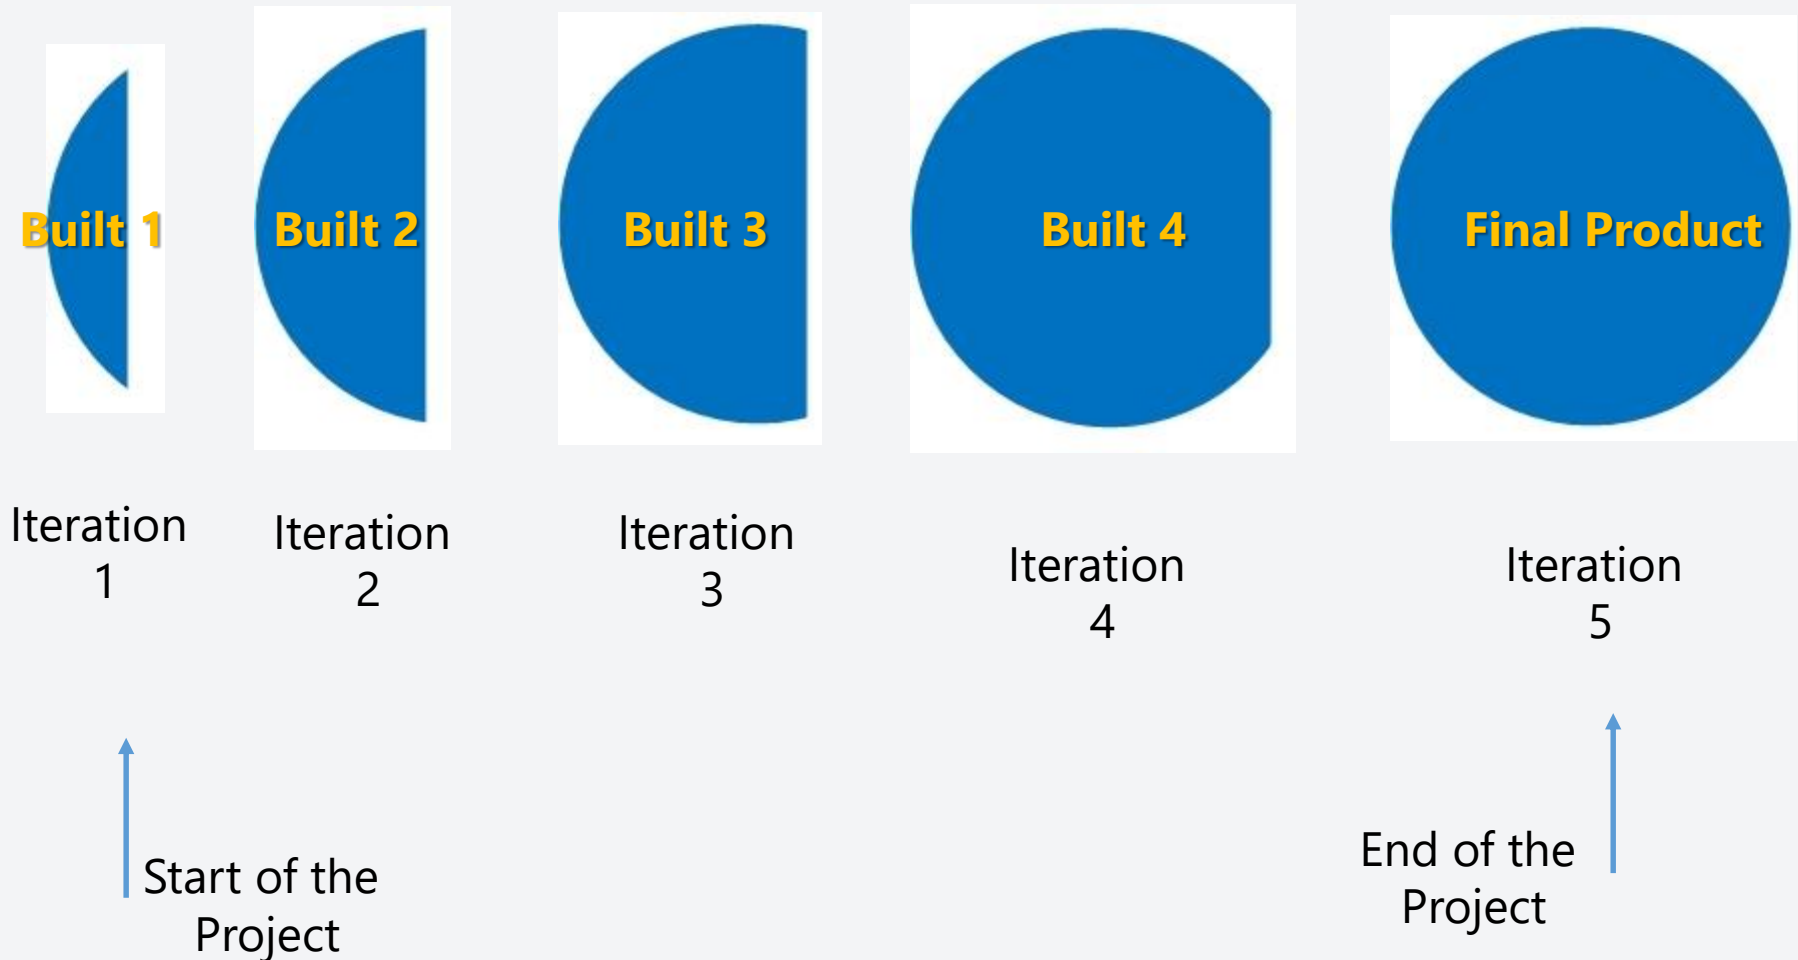 Built 1
Built 2
Built 3
Built 4
Final Product
Iteration
1
Iteration
2
Iteration
3
Iteration
4
Iteration
5
Start of the
Project
End of the
Project